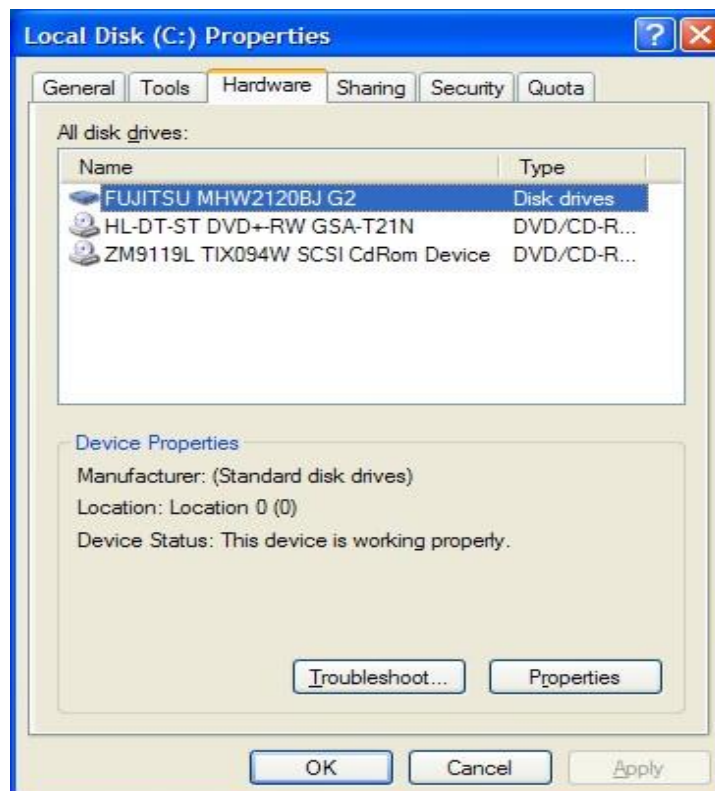 Local Disk (C:) Properties
General Tools Hardware Sharing Security Quota
All disk drives:
Name Type
FUJITSU MHW2120BJ G2 Disk drives
HL-DT-ST DVD+-RW GSA-T21N DVD/CD-R...
ZM9119L TIX094W SCSI CdRom Device DVD/CD-R...
Device Properties
Manufacturer: (Standard disk drives)
Location: Location 0 (0)
Device Status: This device is working properly.
Troubleshoot... Properties
OK Cancel Apply